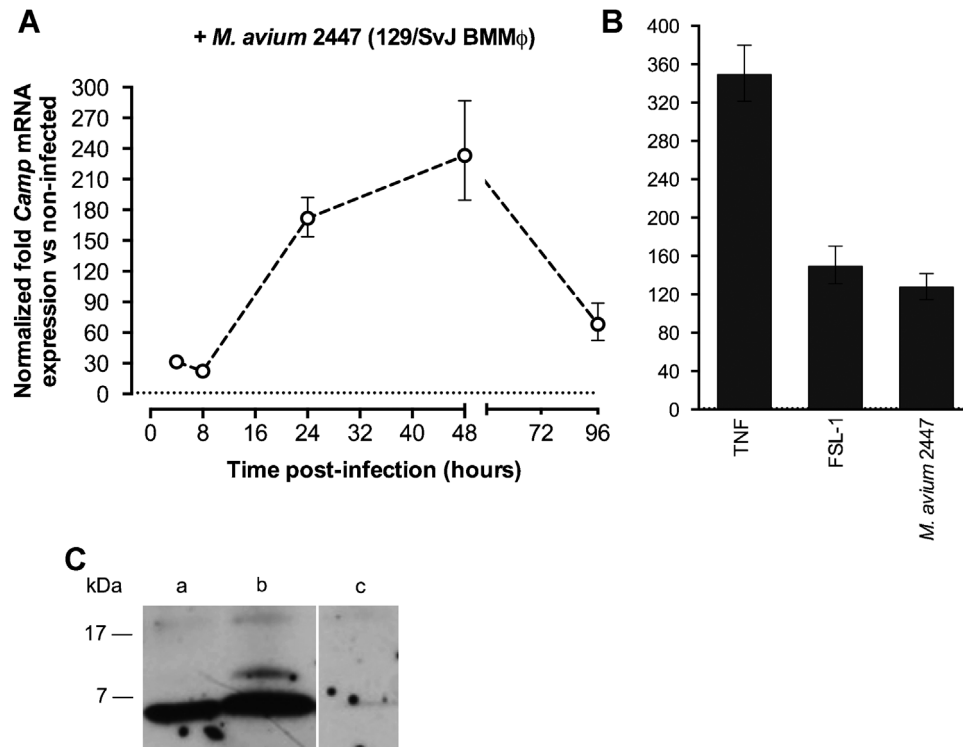 A
+ M. avium 2447 (129/SvJ BMMϕ)
Normalized fold Camp mRNA
expression vs non-infected
300
270
240
210
180
150
120
90
60
30
0
0 8 16 24 32 40 48 72 96
Time post-infection (hours)
B
400
360
320
280
240
200
160
120
80
40
0
TNF
FSL-1
M. avium 2447
C
kDa a b c
17
7